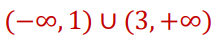 (−∞, 1) ∪ (3, +∞)